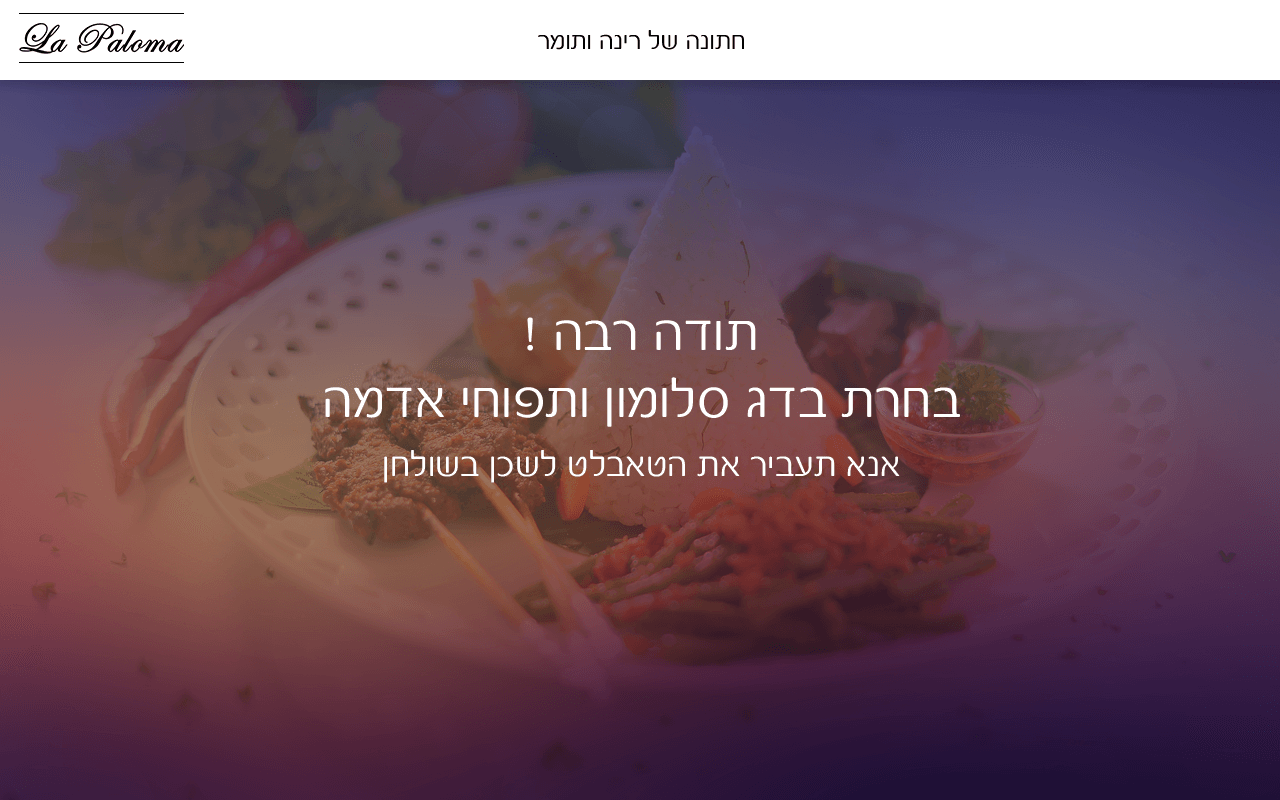 La Paloma
חתונה של רינה ותומר
תודה רבה !
בחרת בדג סלומון ותפוחי אדמה
אנא תעביר את הטאבלט לשכן בשולחן